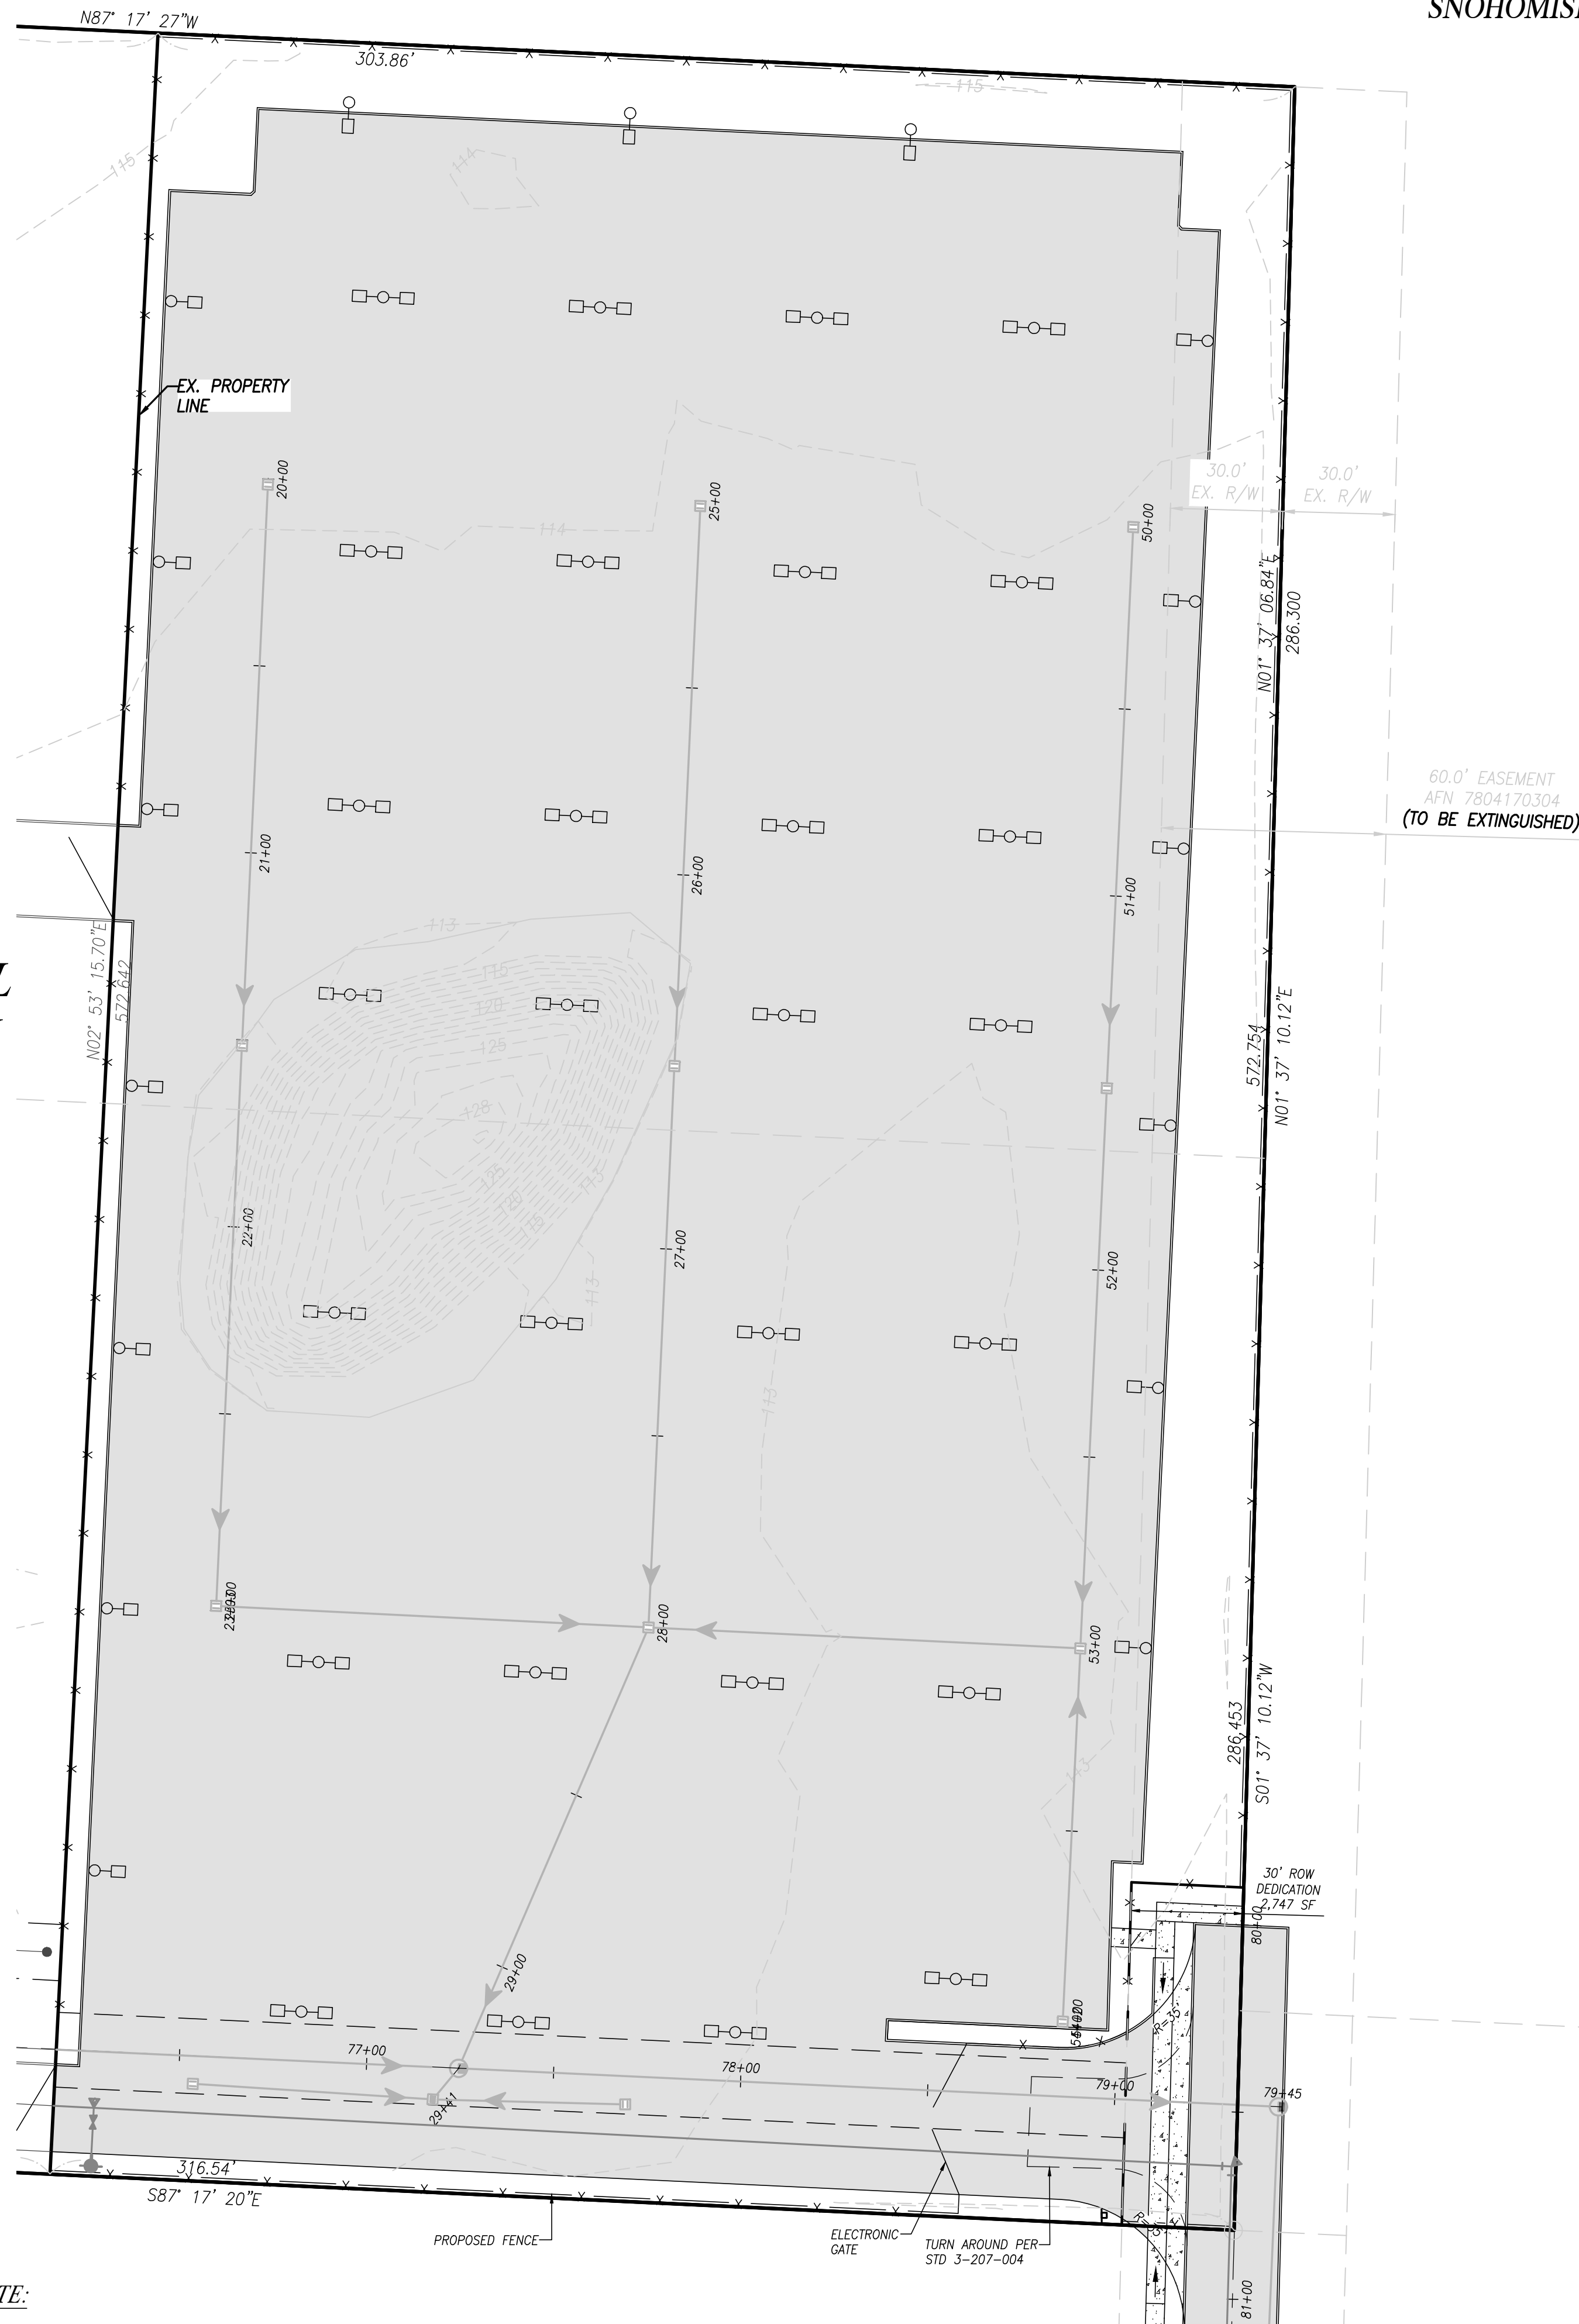 SNOHOMISH
N87° 17' 27"W
303.86'
115
115
114
EX. PROPERTY
LINE
30.0'
EX. R/W
30.0'
EX. R/W
20+00
25+00
50+00
114
N01° 37' 06.84"E
286.300
60.0' EASEMENT
AFN 7804170304
(TO BE EXTINGUISHED)
21+00
26+00
51+00
113
N02° 53' 15.70"E
572.642
L
115
120
125
128
125
120
115
113
113
572.754
N01° 37' 10.12"E
22+00
27+00
52+00
113
28+00
53+00
286.453
S01° 37' 10.12"W
113
30' ROW
DEDICATION
2,747 SF
80+00
29+00
R=35'
77+00
78+00
79+00
79+45
29+41
316.54'
S87° 17' 20"E
PROPOSED FENCE
ELECTRONIC
GATE
TURN AROUND PER
STD 3-207-004
81+00
TE: